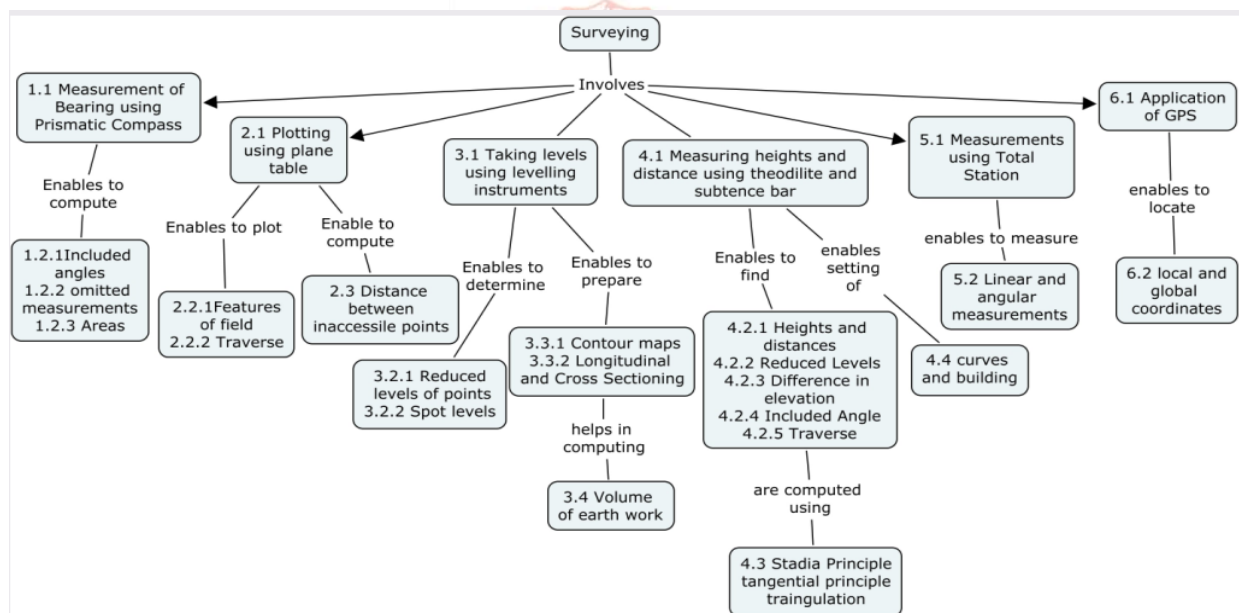 Surveying
Involves
1.1 Measurement of
Bearing using
Prismatic Compass
Enables to
compute
1.2.1Included
angles
1.2.2 omitted
measurements
1.2.3 Areas
2.1 Plotting
using plane
table
Enables to plot
2.2.1Features
of field
2.2.2 Traverse
Enable to
compute
2.3 Distance
between
inaccessile points
3.1 Taking levels
using levelling
instruments
Enables to
determine
3.2.1 Reduced
levels of points
3.2.2 Spot levels
Enables to
prepare
3.3.1 Contour maps
3.3.2 Longitudinal
and Cross Sectioning
helps in
computing
3.4 Volume
of earth work
4.1 Measuring heights and
distance using theodilite and
subtence bar
Enables to
find
4.2.1 Heights and
distances
4.2.2 Reduced Levels
4.2.3 Difference in
elevation
4.2.4 Included Angle
4.2.5 Traverse
are computed
using
4.3 Stadia Principle
tangential principle
traingulation
enables
setting
of
4.4 curves
and building
5.1 Measurements
using Total
Station
enables to measure
5.2 Linear and
angular
measurements
6.1 Application
of GPS
enables to
locate
6.2 local and
global
coordinates